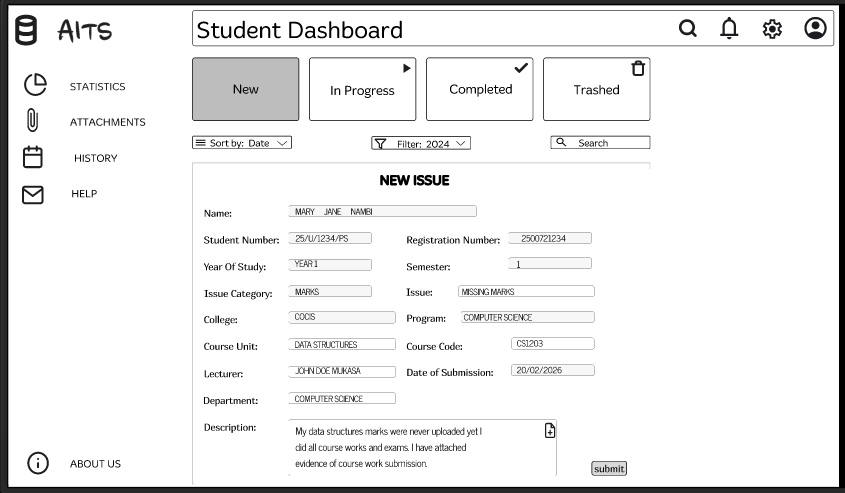 AITS
Student Dashboard
STATISTICS
ATTACHMENTS
HISTORY
HELP
ABOUT US
New
In Progress
Completed
Trashed
Sort by: Date
Filter: 2024
Search
NEW ISSUE
Name: MARY JANE NAMBI
Student Number: 25/U/1234/PS Registration Number: 2500721234
Year Of Study: YEAR 1 Semester: 1
Issue Category: MARKS Issue: MISSING MARKS
College: COCIS Program: COMPUTER SCIENCE
Course Unit: DATA STRUCTURES Course Code: CS1203
Lecturer: JOHN DOE MUKASA Date of Submission: 20/02/2026
Department: COMPUTER SCIENCE
Description: My data structures marks were never uploaded yet I
did all course works and exams. I have attached
evidence of course work submission.
submit